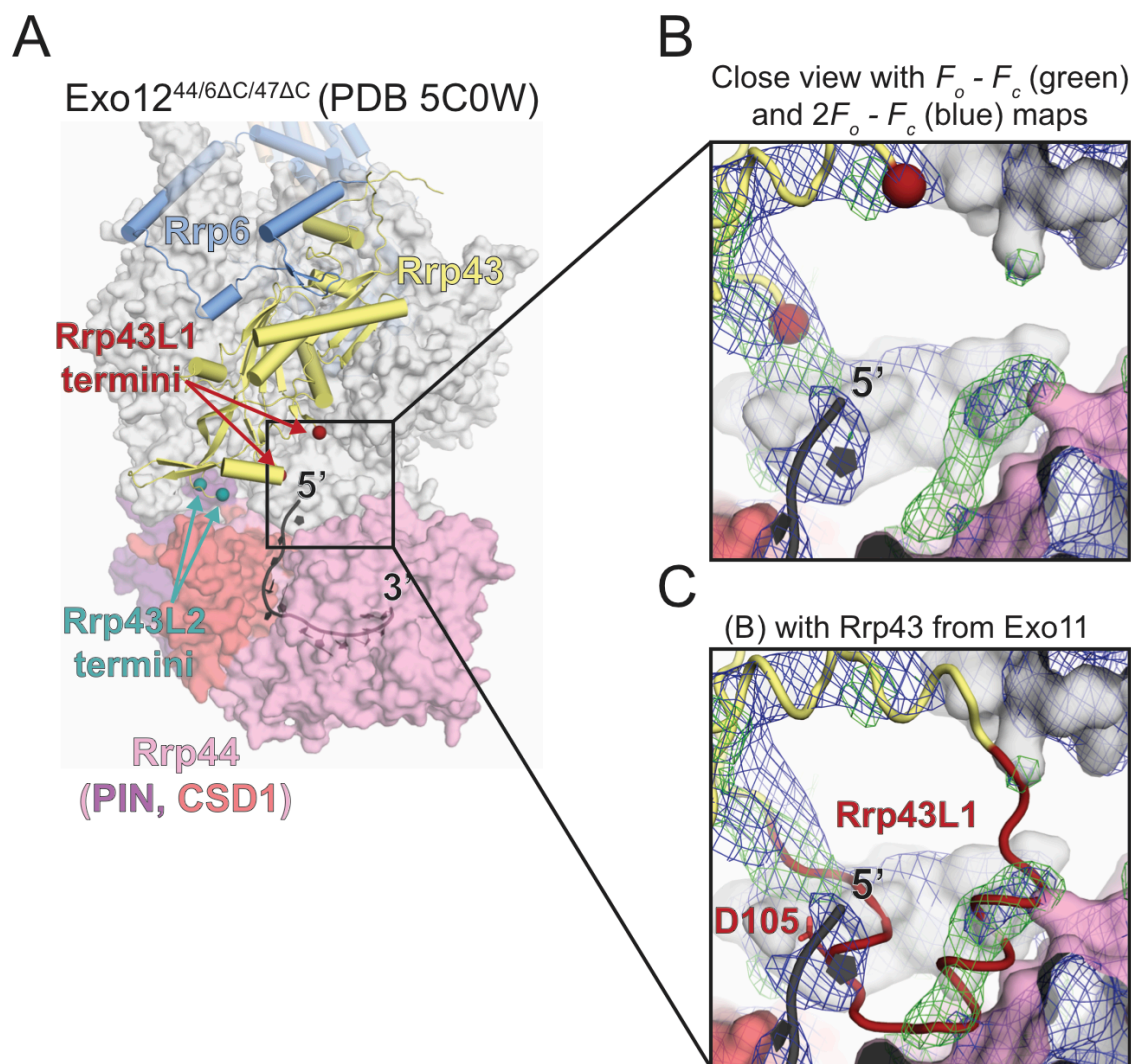 A
Exo12^44/6ΔC/47ΔC (PDB 5C0W)
Rrp6
Rrp43
Rrp43L1
termini
5’
3’
Rrp43L2
termini
Rrp44
(PIN, CSD1)
B
Close view with Fo - Fc (green)
and 2Fo - Fc (blue) maps
5’
C
(B) with Rrp43 from Exo11
Rrp43L1
5’
D105